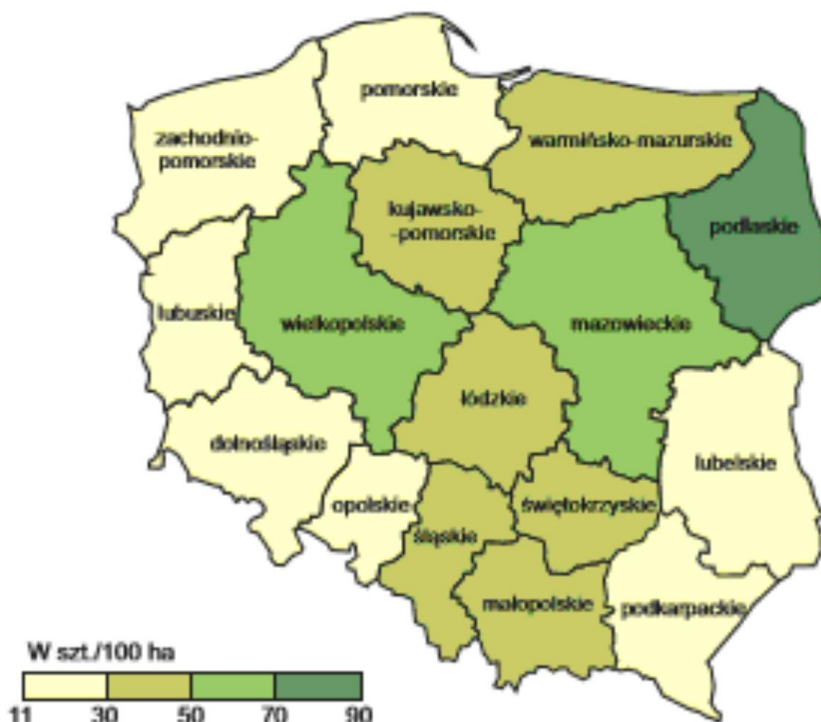 pomorskie
zachodnio-
pomorskie
warmińsko-mazurskie
kujawsko-
-pomorskie
podlaskie
lubuskie
wielkopolskie
mazowieckie
łódzkie
dolnośląskie
lubelskie
opolskie
świętokrzyskie
śląskie
małopolskie
podkarpackie
W szt./100 ha
11 30 50 70 90